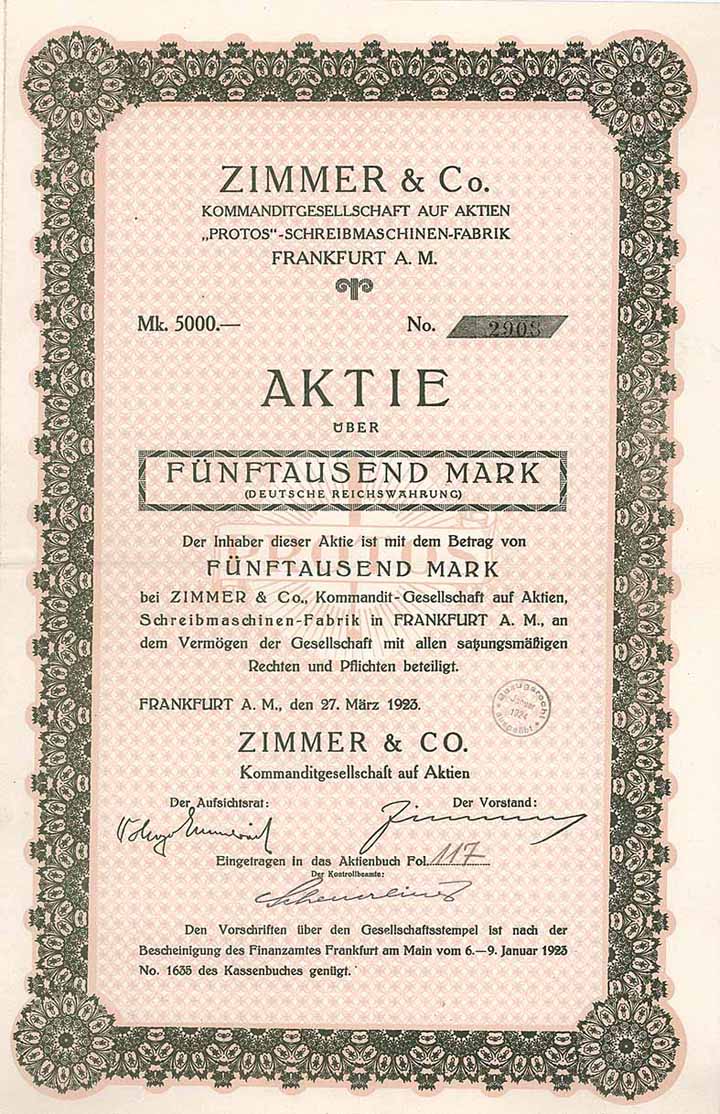 ZIMMER & Co.
KOMMANDITGESELLSCHAFT AUF AKTIEN
„PROTOS"-SCHREIBMASCHINEN-FABRIK
FRANKFURT A. M.
Mk. 5000.— No. 2908
AKTIE
ÜBER
FÜNFTAUSEND MARK
(DEUTSCHE REICHSWÄHRUNG)
PROTOS
Der Inhaber dieser Aktie ist mit dem Betrag von
FÜNFTAUSEND MARK
bei ZIMMER & Co., Kommandit-Gesellschaft auf Aktien,
Schreibmaschinen-Fabrik in FRANKFURT A. M., an
dem Vermögen der Gesellschaft mit allen satzungsmäßigen
Rechten und Pflichten beteiligt.
FRANKFURT A. M., den 27. März 1923.
Bezugsrecht
Januar
1924
ausgeübt
ZIMMER & CO.
Kommanditgesellschaft auf Aktien
Der Aufsichtsrat: Der Vorstand:
Zimmer
Eingetragen in das Aktienbuch Fol. 117
Der Kontrollbeamte:
Den Vorschriften über den Gesellschaftsstempel ist nach der
Bescheinigung des Finanzamtes Frankfurt am Main vom 6.—9. Januar 1923
No. 1635 des Kassenbuches genügt.